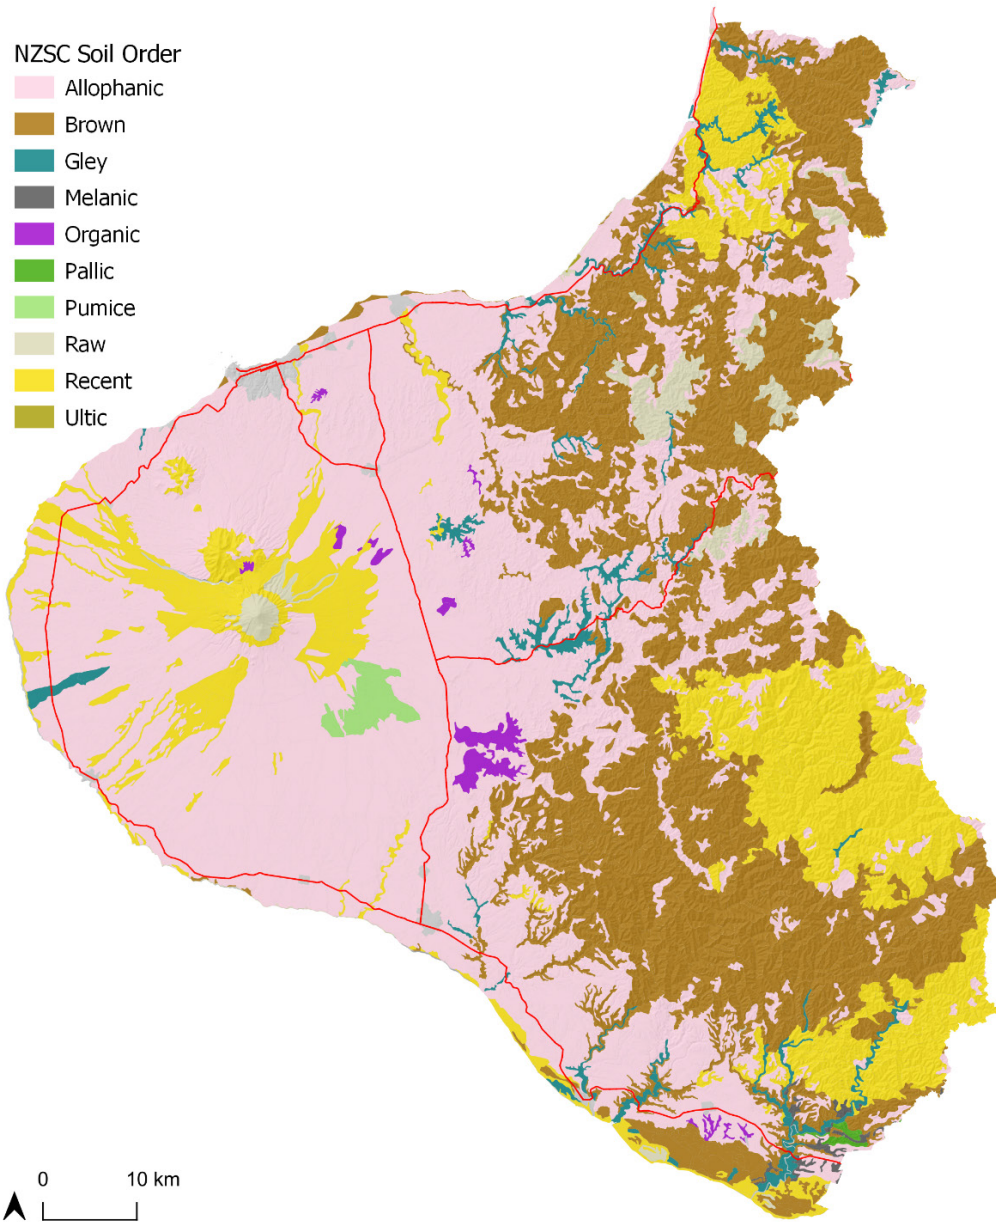 NZSC Soil Order
Allophanic
Brown
Gley
Melanic
Organic
Pallic
Pumice
Raw
Recent
Ultic
0 10 km